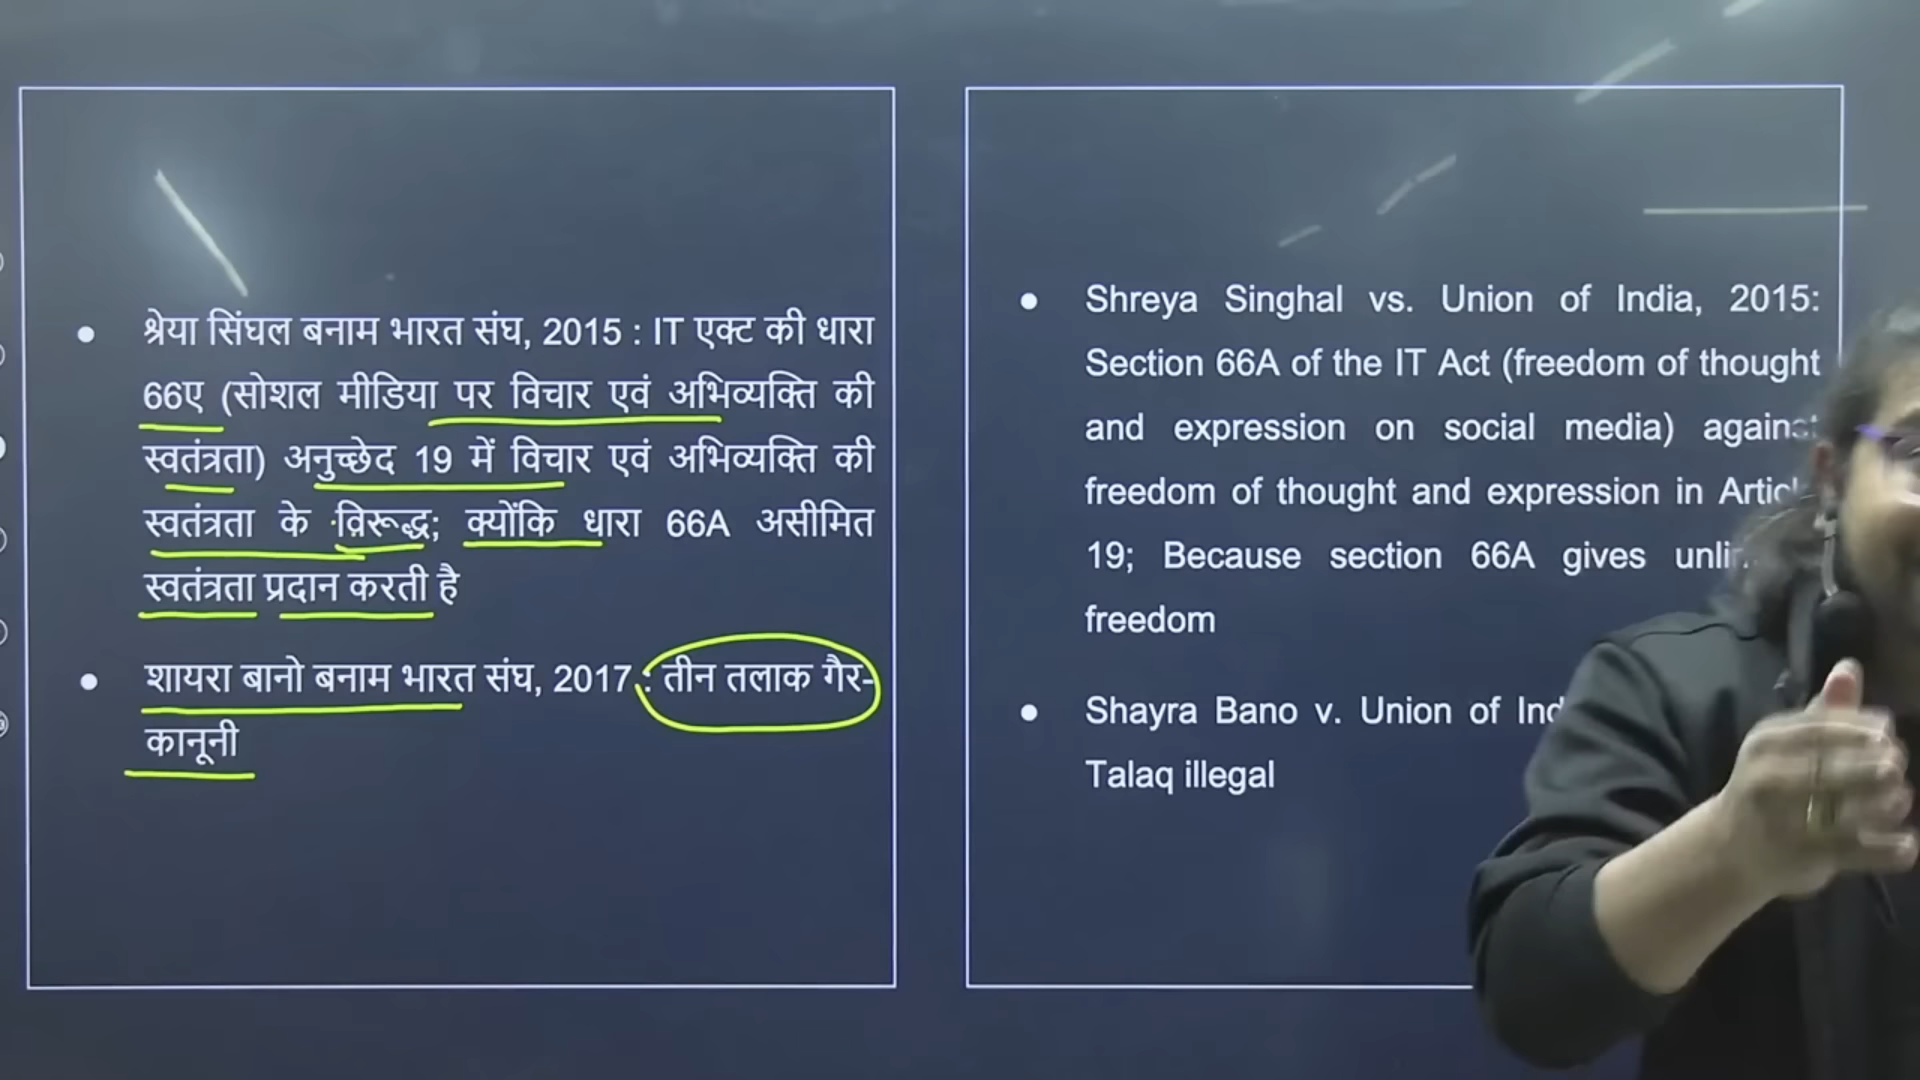 श्रेया सिंघल बनाम भारत संघ, 2015 : IT एक्ट की धारा
66ए (सोशल मीडिया पर विचार एवं अभिव्यक्ति की
स्वतंत्रता) अनुच्छेद 19 में विचार एवं अभिव्यक्ति की
स्वतंत्रता के विरूद्ध; क्योंकि धारा 66A असीमित
स्वतंत्रता प्रदान करती है
शायरा बानो बनाम भारत संघ, 2017 : तीन तलाक गैर-
कानूनी
Shreya Singhal vs. Union of India, 2015:
Section 66A of the IT Act (freedom of thought
and expression on social media) against
freedom of thought and expression in
19; Because section 66A gives
freedom
Shayra Bano v. Union of
Talaq illegal